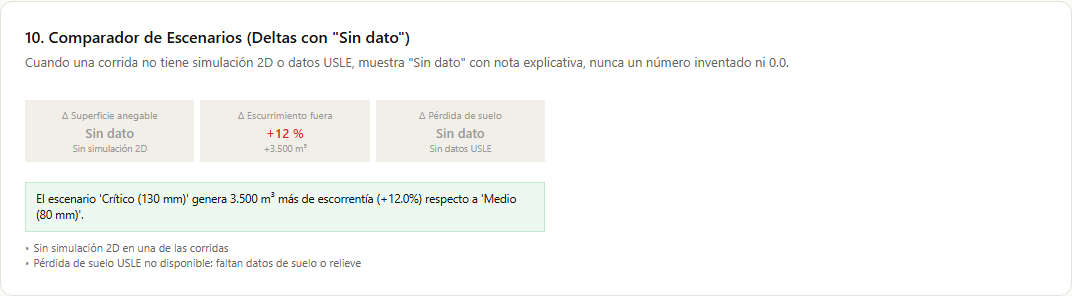 10. Comparador de Escenarios (Deltas con "Sin dato")
Cuando una corrida no tiene simulación 2D o datos USLE, muestra "Sin dato" con nota explicativa, nunca un número inventado ni 0.0.
Δ Superficie anegable
Sin dato
Sin simulación 2D
Δ Escurrimiento fuera
+12 %
+3.500 m³
Δ Pérdida de suelo
Sin dato
Sin datos USLE
El escenario 'Crítico (130 mm)' genera 3.500 m³ más de escorrentía (+12.0%) respecto a 'Medio
(80 mm)'.
• Sin simulación 2D en una de las corridas
• Pérdida de suelo USLE no disponible: faltan datos de suelo o relieve